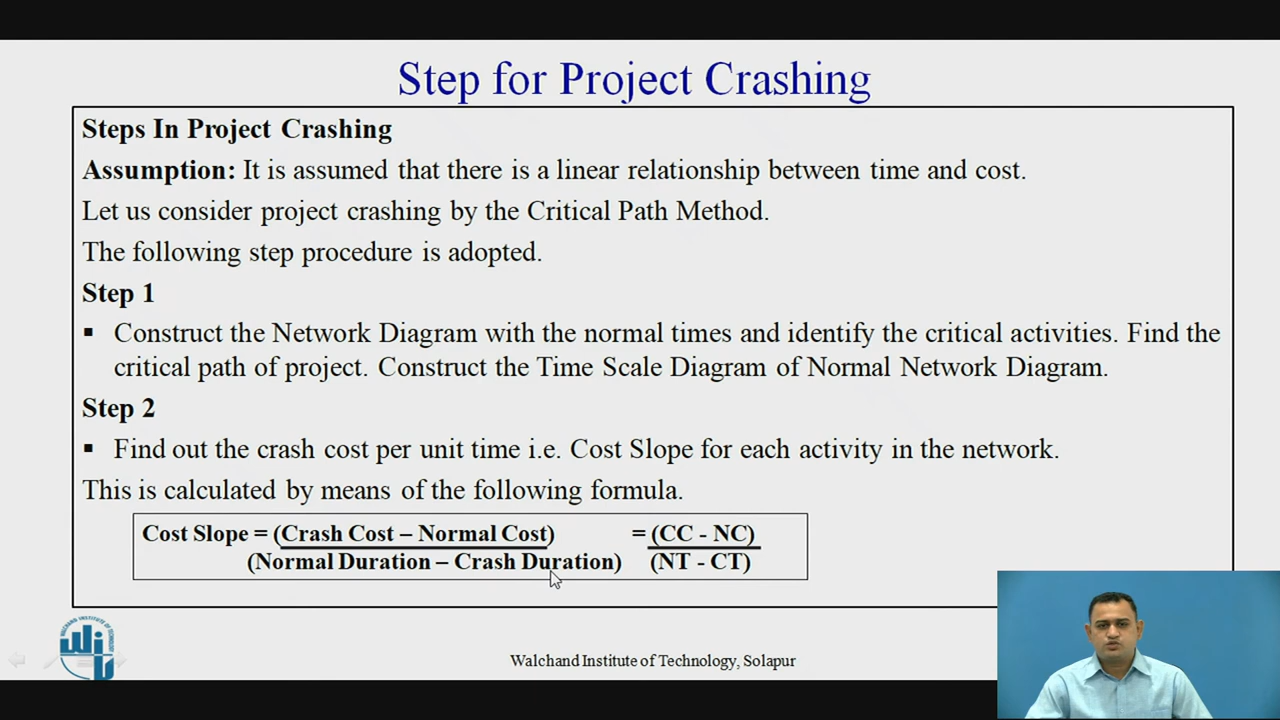 Step for Project Crashing
Steps In Project Crashing
Assumption: It is assumed that there is a linear relationship between time and cost.
Let us consider project crashing by the Critical Path Method.
The following step procedure is adopted.
Step 1
▪ Construct the Network Diagram with the normal times and identify the critical activities. Find the
critical path of project. Construct the Time Scale Diagram of Normal Network Diagram.
Step 2
▪ Find out the crash cost per unit time i.e. Cost Slope for each activity in the network.
This is calculated by means of the following formula.
Cost Slope = (Crash Cost – Normal Cost) = (CC - NC)
(Normal Duration – Crash Duration) (NT - CT)
WALCHAND INSTITUTE OF TECHNOLOGY
Walchand Institute of Technology, Solapur